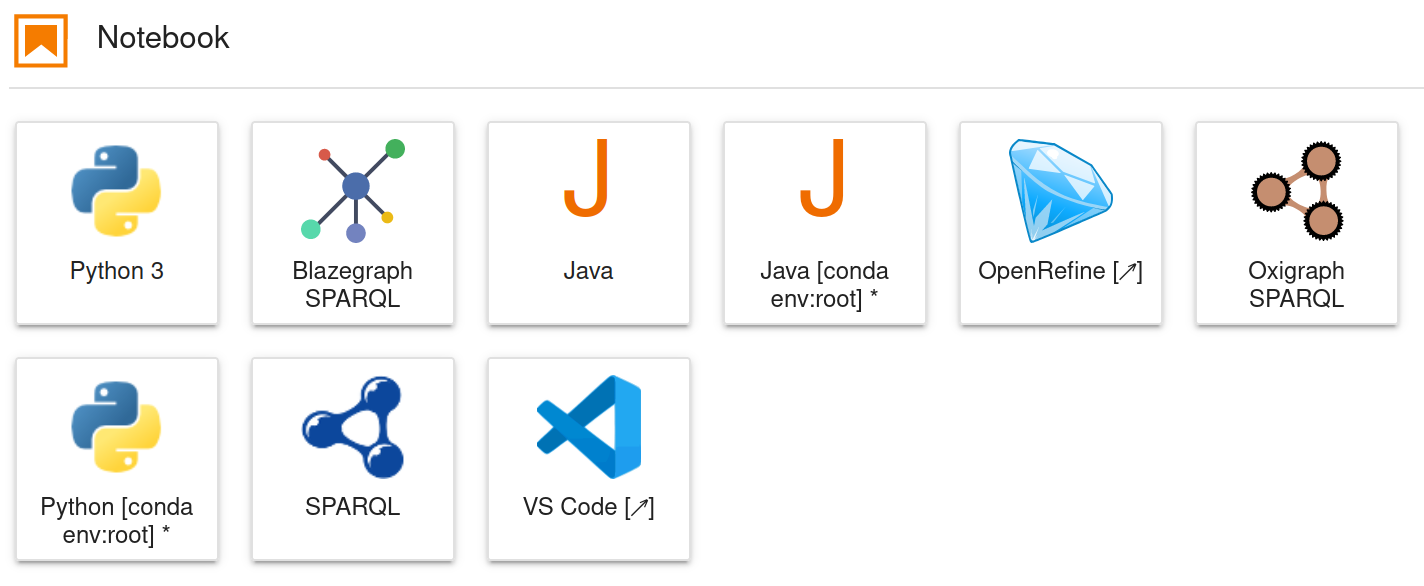 Notebook
Python 3
Blazegraph
SPARQL
J
Java
J
Java [conda
env:root] *
OpenRefine [↗]
Oxigraph
SPARQL
Python [conda
env:root] *
SPARQL
VS Code [↗]